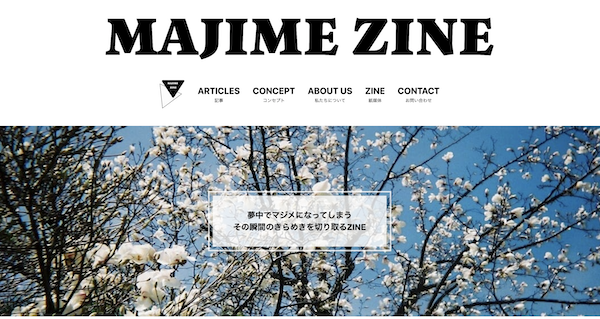 MAJIME ZINE
MAJIME
ZINE
ARTICLES
記事
CONCEPT
コンセプト
ABOUT US
私たちについて
ZINE
紙媒体
CONTACT
お問い合わせ
夢中でマジメになってしまう
その瞬間のきらめきを切り取るZINE